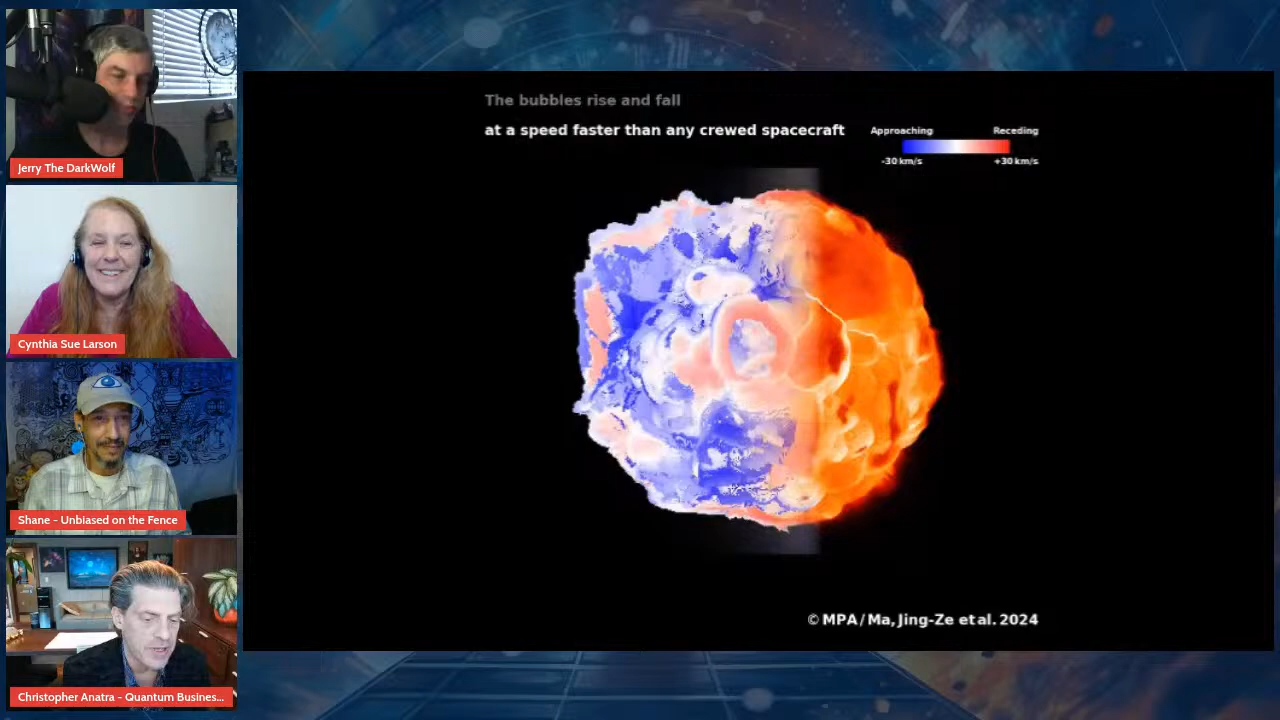 Jerry The DarkWolf
Cynthia Sue Larson
Shane - Unbiased on the Fence
Christopher Anatra - Quantum Busines...
The bubbles rise and fall
at a speed faster than any crewed spacecraft
Approaching Receding
-30 km/s +30 km/s
© MPA/Ma, Jing-Ze et al. 2024